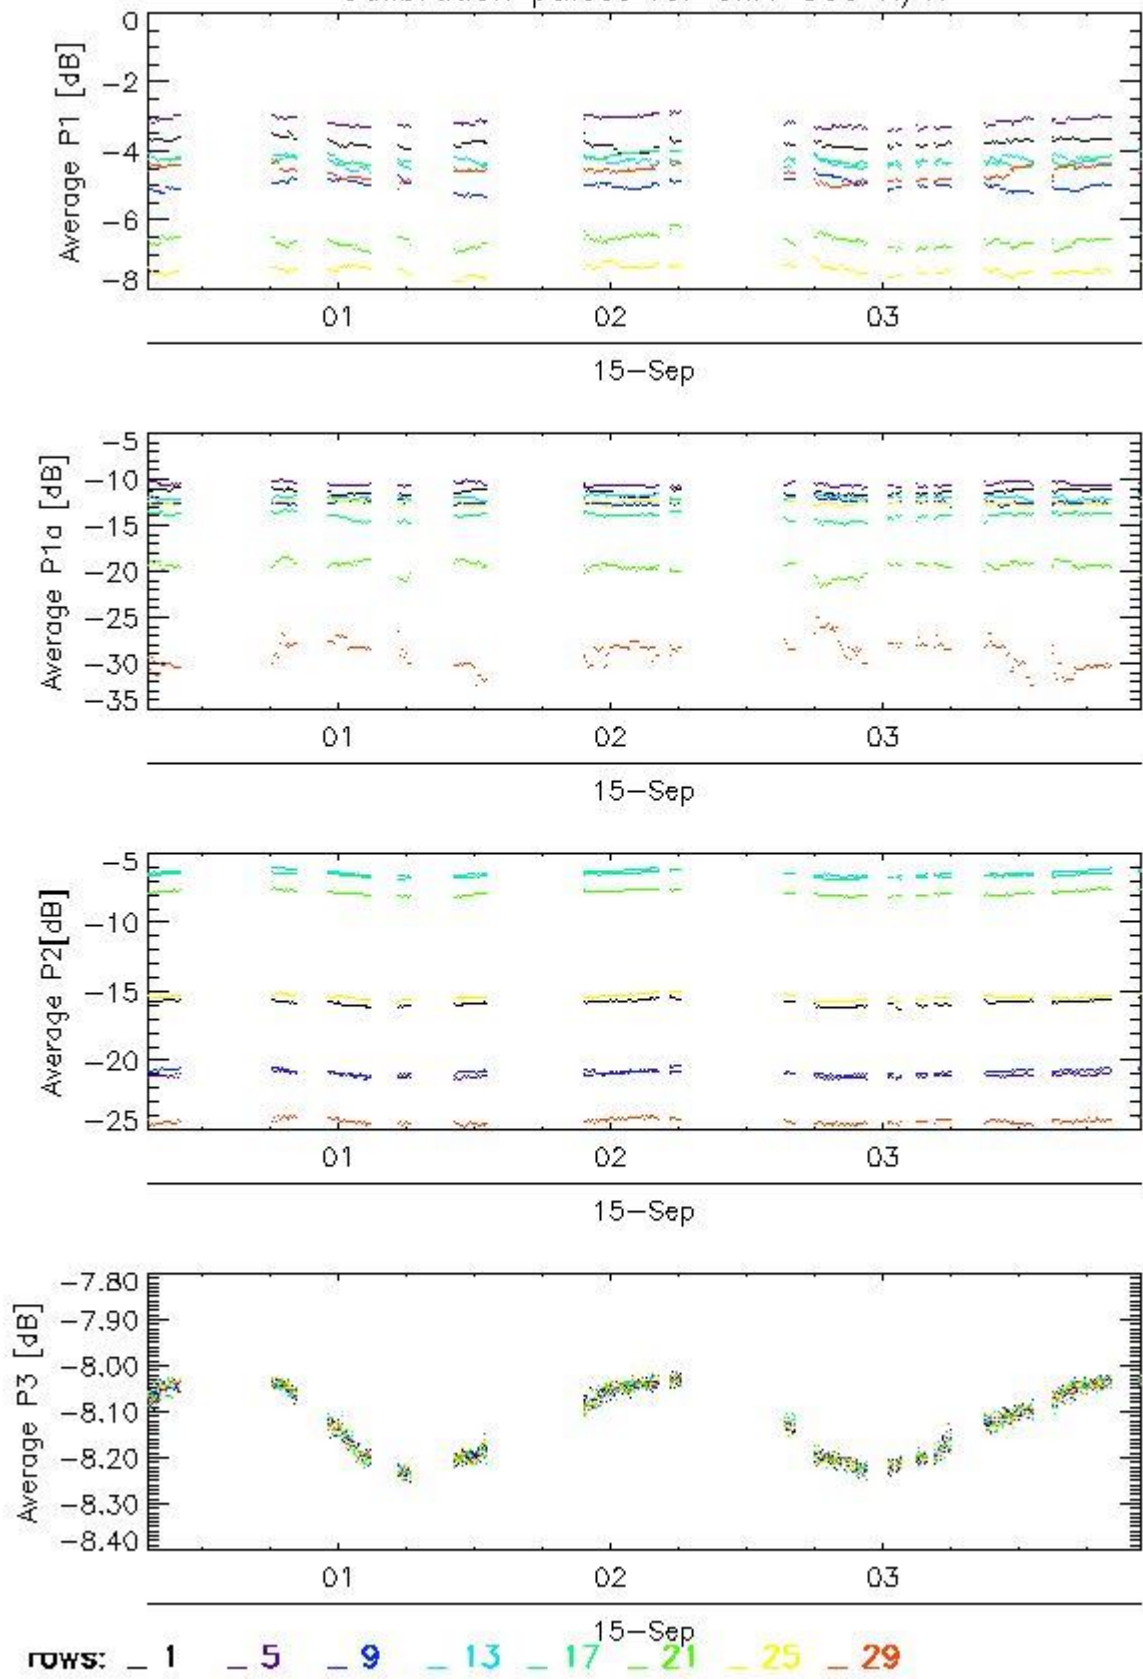 0
−2
−4
−6
−8
Average P1 [dB]
01 02 03
15−Sep
−5
−10
−15
−20
−25
−30
−35
Average P1a [dB]
01 02 03
15−Sep
−5
−10
−15
−20
−25
Average P2[dB]
01 02 03
15−Sep
−7.80
−7.90
−8.00
−8.10
−8.20
−8.30
−8.40
Average P3 [dB]
01 02 03
15−Sep
rows: _ 1 _ 5 _ 9 _ 13 _ 17 _ 21 _ 25 _ 29